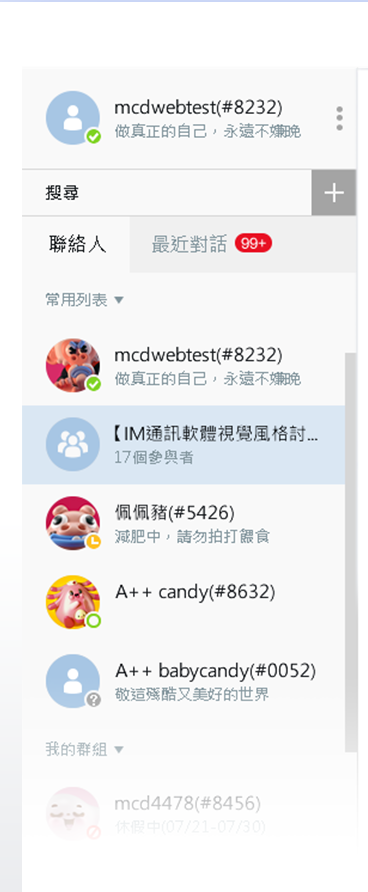 mcdwebtest(#8232)
做真正的自己，永遠不嫌晚
搜尋
聯絡人
最近對話 99+
常用列表
mcdwebtest(#8232)
做真正的自己，永遠不嫌晚
【IM通訊軟體視覺風格討...
17個參與者
佩佩豬(#5426)
減肥中，請勿拍打餵食
A++ candy(#8632)
A++ babycandy(#0052)
敬這殘酷又美好的世界
我的群組
mcd4478(#8456)
休假中(07/21-07/30)